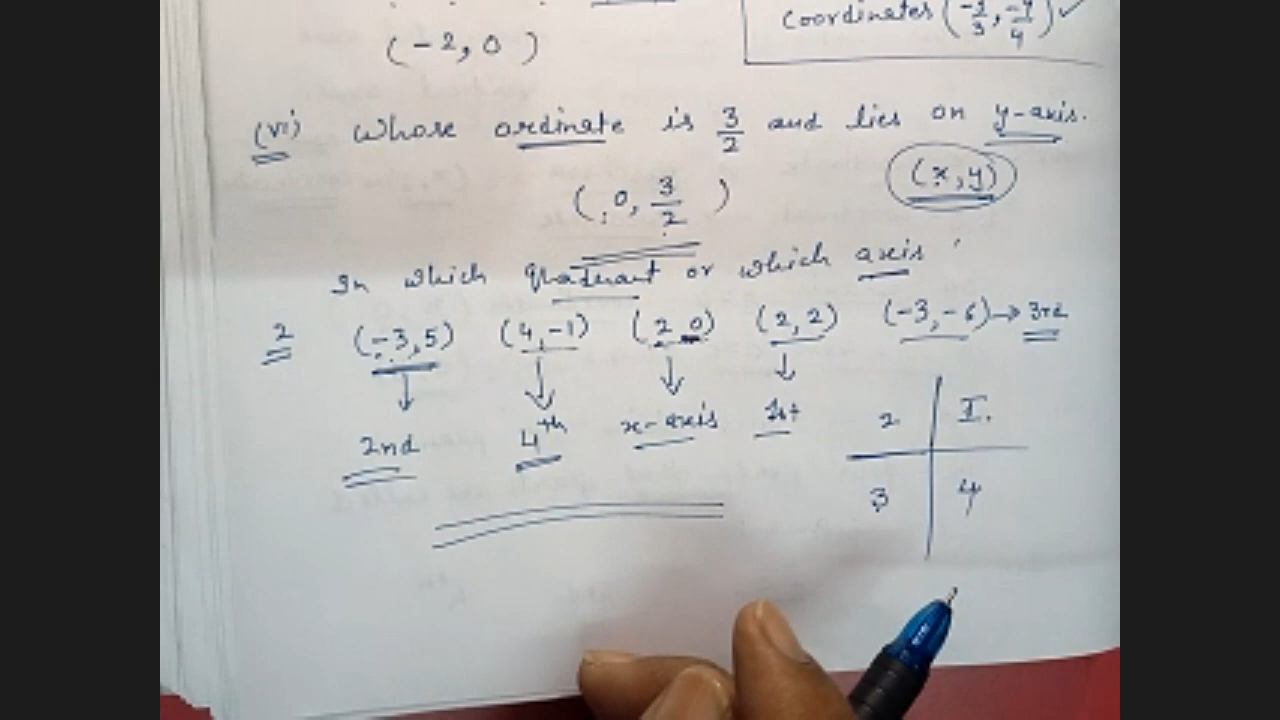 coordinates (-2/3, -7/4) ✓
(-2, 0)
(vi) whose ordinate is 3/2 and lies on y-axis.
(x, y)
(0, 3/2)
In which quadrant or which axis
2 (-3, 5) (4, -1) (2, 0) (2, 2) (-3, -6) → 3rd
2nd 4th x-axis 1st
2 I.
3 4